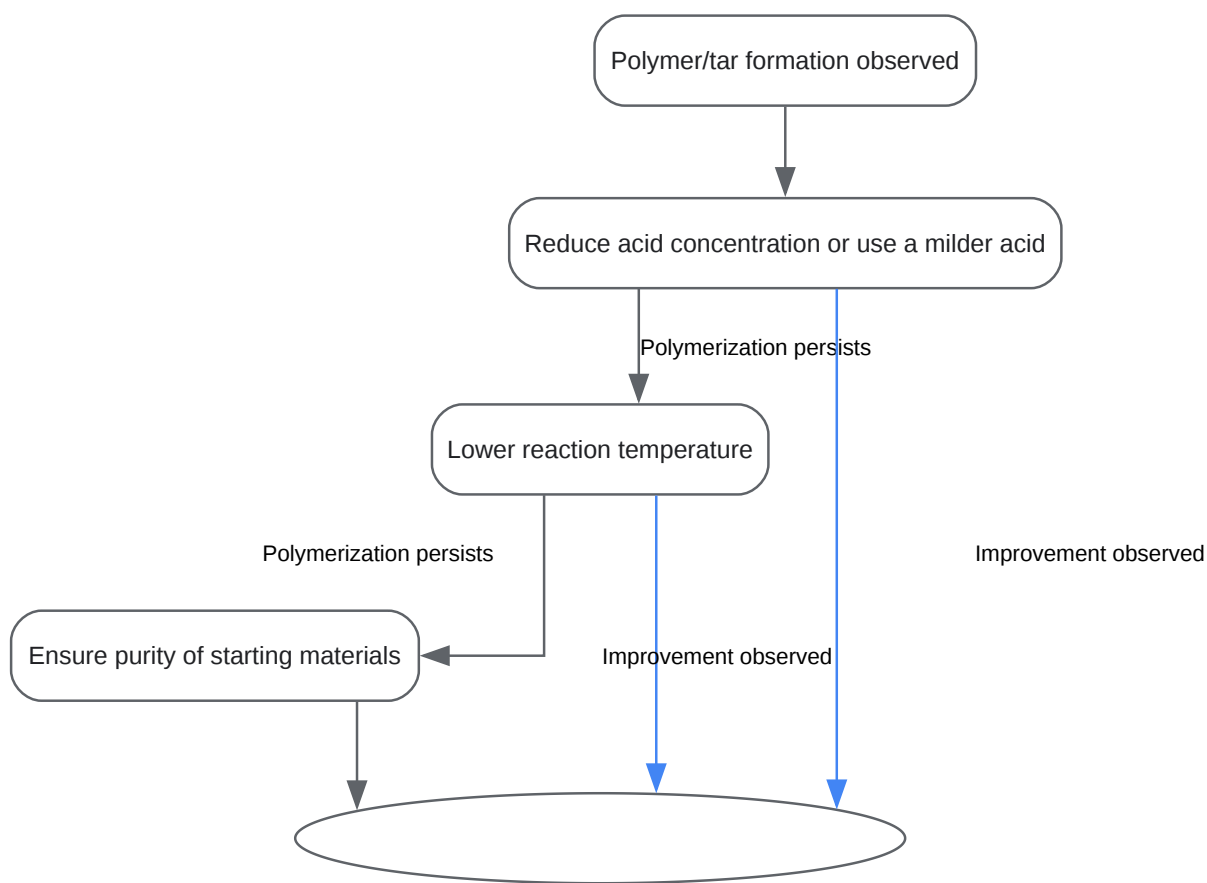 Polymer/tar formation observed
Reduce acid concentration or use a milder acid
Polymerization persists
Lower reaction temperature
Polymerization persists
Improvement observed
Ensure purity of starting materials
Improvement observed